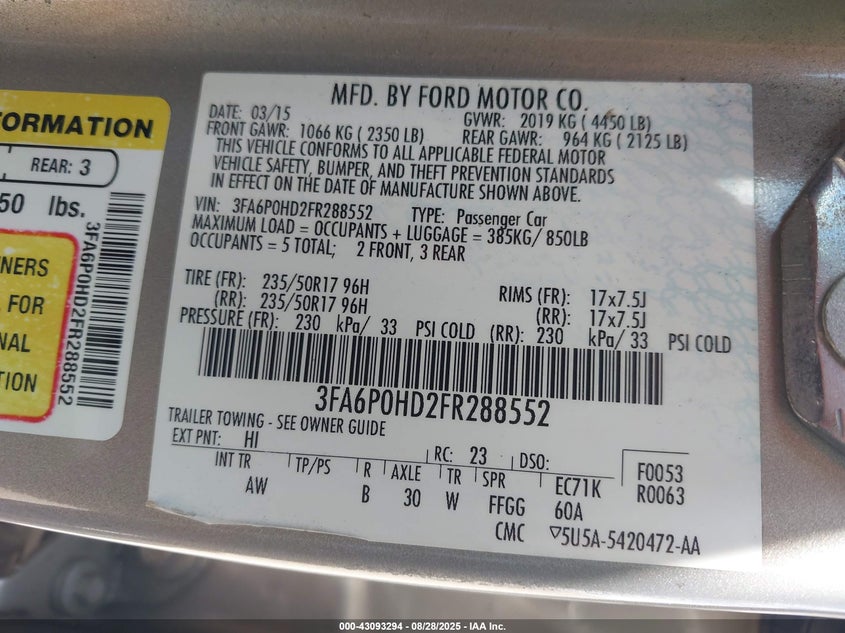 ORMATION
REAR: 3
50 lbs.
NERS
FOR
NAL
TION
3FA6P0HD2FR288552
MFD. BY FORD MOTOR CO.
DATE: 03/15 GVWR: 2019 KG ( 4450 LB)
FRONT GAWR: 1066 KG ( 2350 LB) REAR GAWR: 964 KG ( 2125 LB)
THIS VEHICLE CONFORMS TO ALL APPLICABLE FEDERAL MOTOR
VEHICLE SAFETY, BUMPER, AND THEFT PREVENTION STANDARDS
IN EFFECT ON THE DATE OF MANUFACTURE SHOWN ABOVE.
VIN: 3FA6P0HD2FR288552 TYPE: Passenger Car
MAXIMUM LOAD = OCCUPANTS + LUGGAGE = 385KG/ 850LB
OCCUPANTS = 5 TOTAL; 2 FRONT, 3 REAR
TIRE (FR): 235/50R17 96H RIMS (FR): 17x7.5J
(RR): 235/50R17 96H (RR): 17x7.5J
PRESSURE (FR): 230 kPa/ 33 PSI COLD (RR): 230 kPa/ 33 PSI COLD
3FA6P0HD2FR288552
TRAILER TOWING - SEE OWNER GUIDE
EXT PNT: HI RC: 23 DSO: F0053
INT TR TP/PS R AXLE TR SPR EC71K R0063
AW B 30 W FFGG 60A
CMC ▽5U5A-5420472-AA
000-43093294 - 08/28/2025 - IAA Inc.